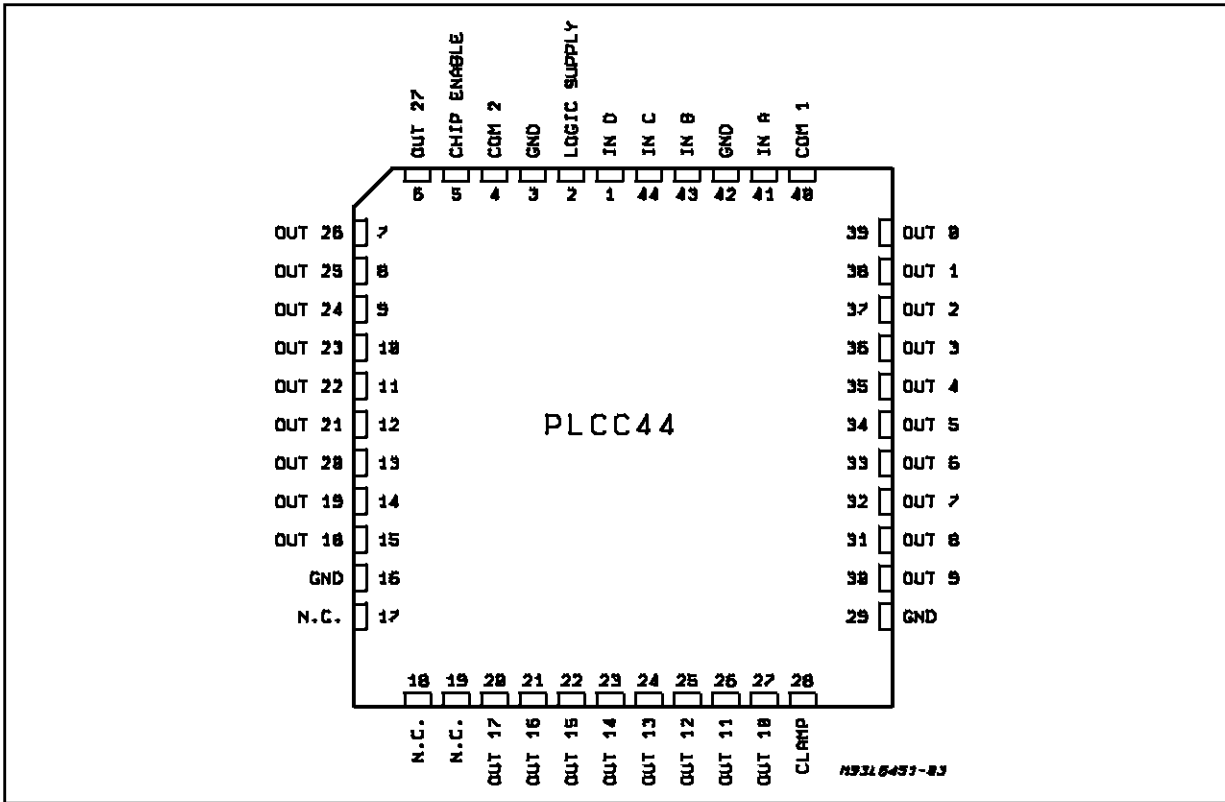 OUT 27
CHIP ENABLE
COM 2
GND
LOGIC SUPPLY
IN D
IN C
IN B
GND
IN A
COM 1
6 5 4 3 2 1 44 43 42 41 40
OUT 26 7 39 OUT 0
OUT 25 8 38 OUT 1
OUT 24 9 37 OUT 2
OUT 23 10 36 OUT 3
OUT 22 11 35 OUT 4
OUT 21 12 34 OUT 5
PLCC44
OUT 20 13 33 OUT 6
OUT 19 14 32 OUT 7
OUT 18 15 31 OUT 8
GND 16 30 OUT 9
N.C. 17 29 GND
18 19 20 21 22 23 24 25 26 27 28
N.C.
N.C.
OUT 17
OUT 16
OUT 15
OUT 14
OUT 13
OUT 12
OUT 11
OUT 10
CLAMP